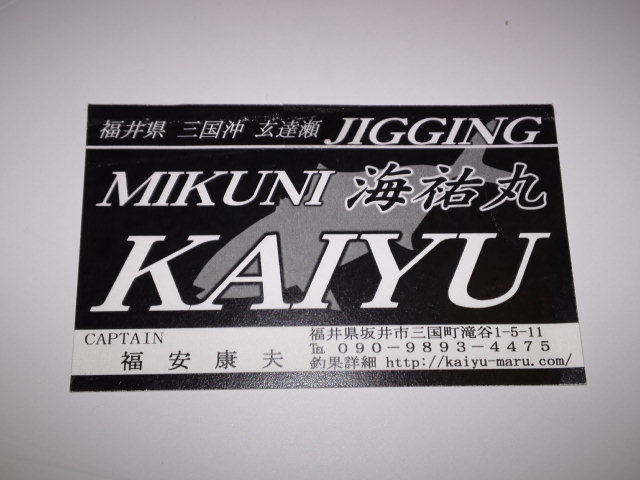 福井県 三国沖 玄達瀬 JIGGING
MIKUNI 海祐丸
KAIYU
CAPTAIN
福安康夫
福井県坂井市三国町滝谷1-5-11
℡ 090-9893-4475
釣果詳細 http://kaiyu-maru.com/